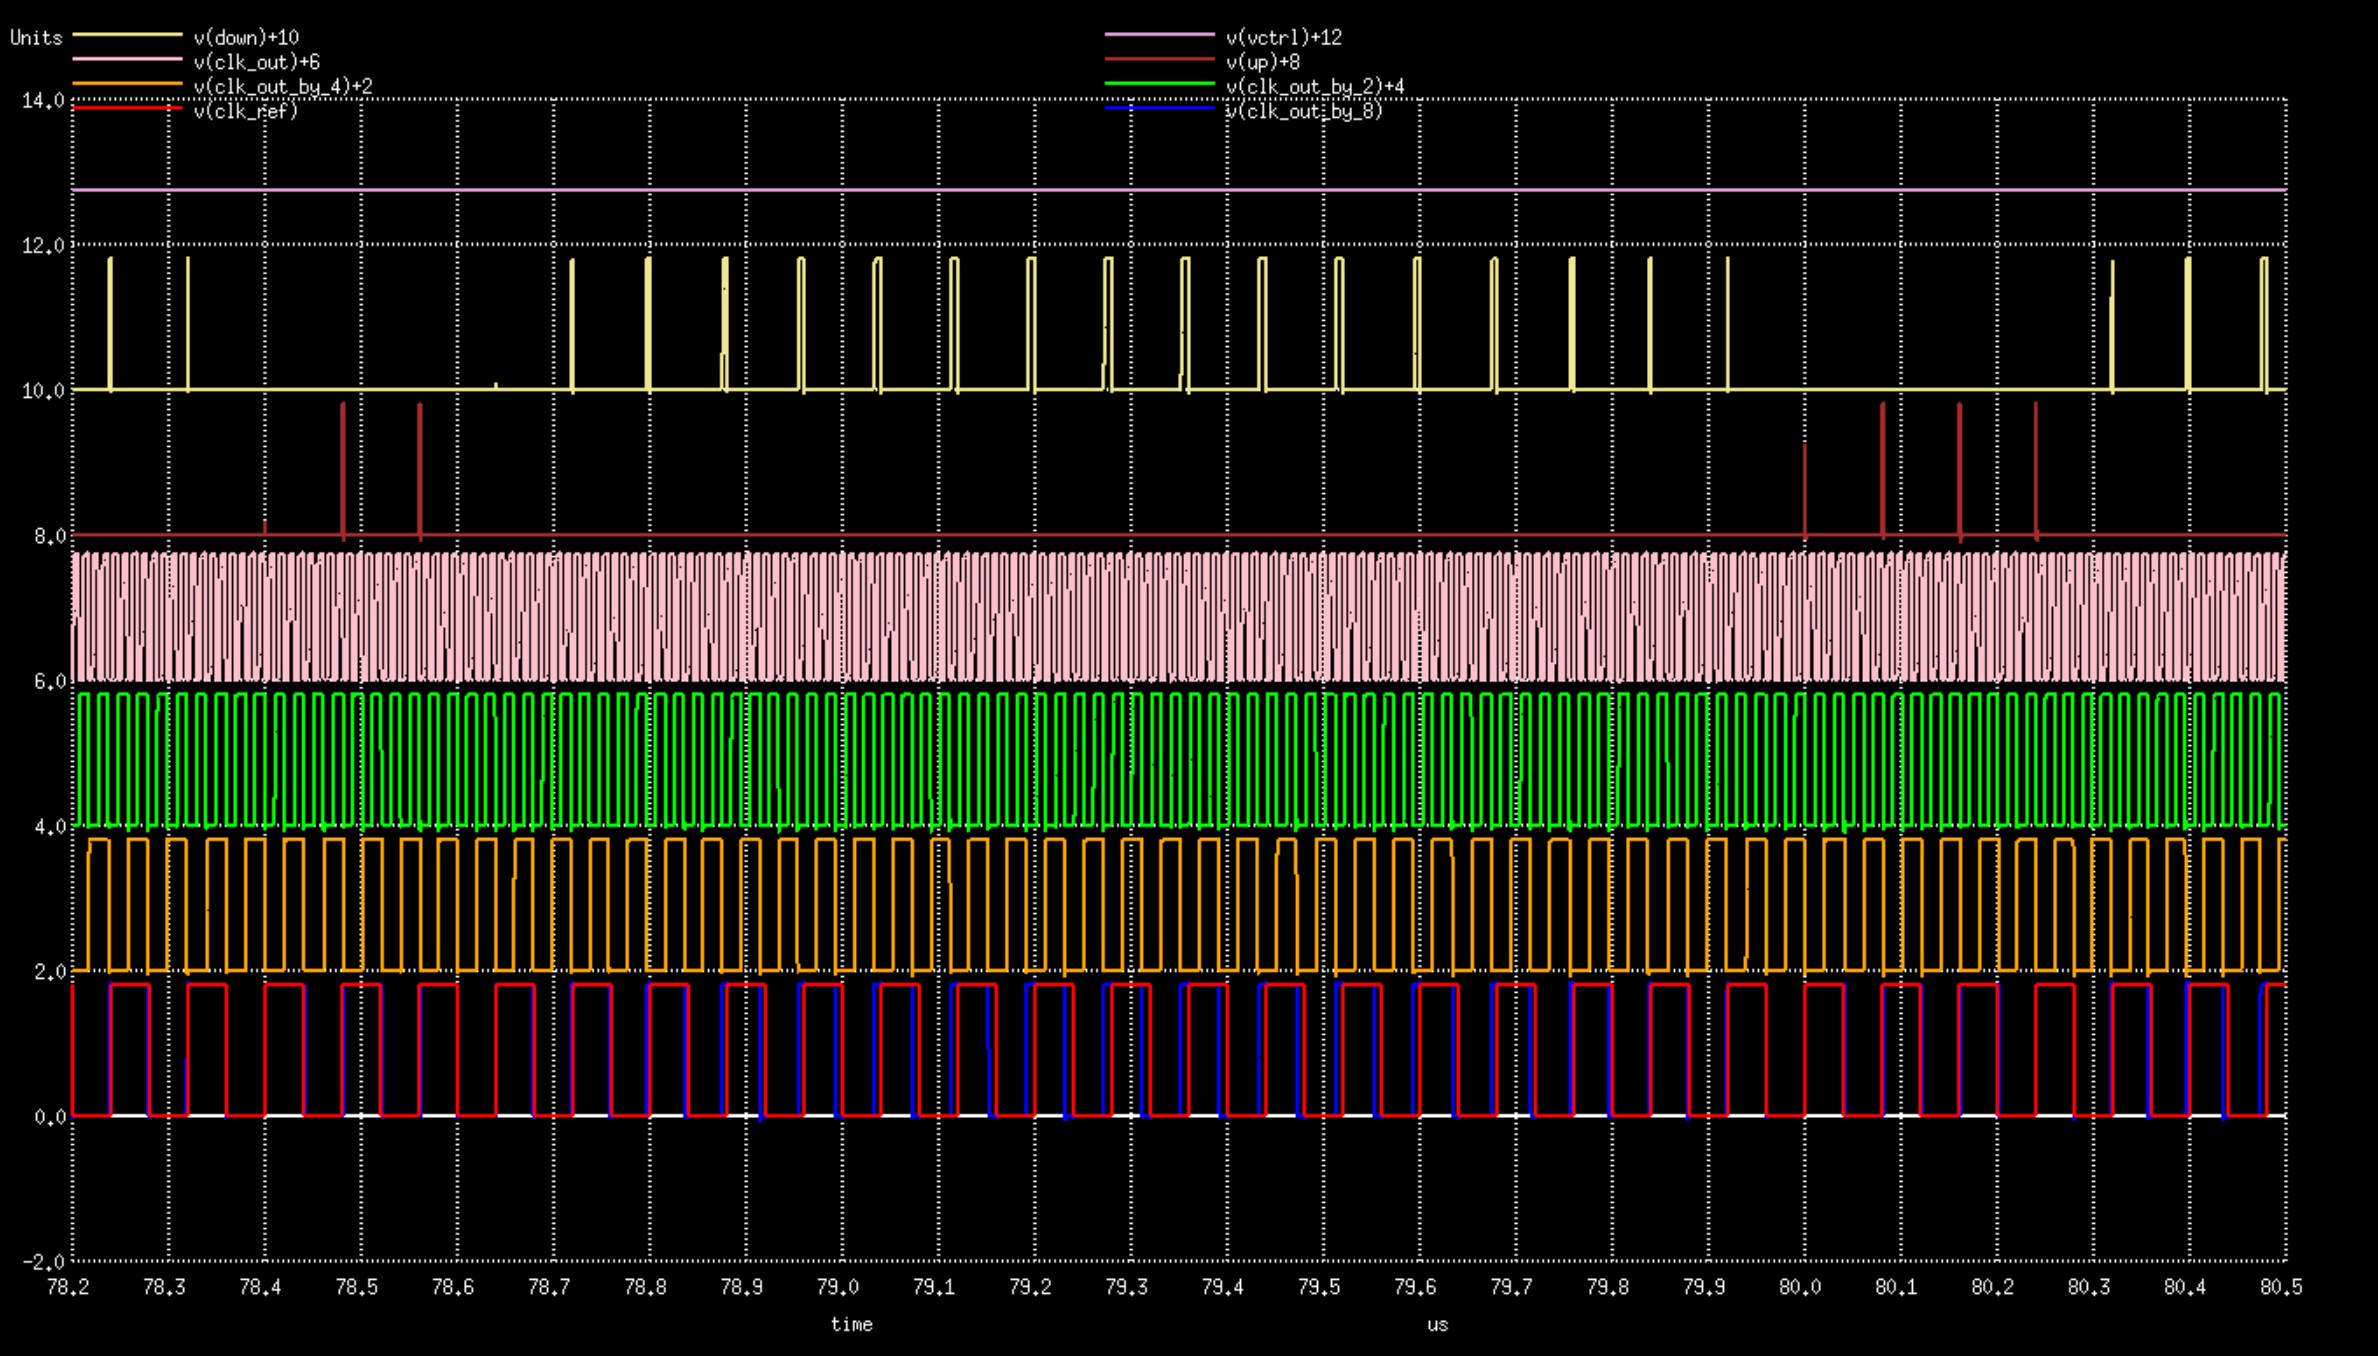 Units v(down)+10 v(vctrl)+12
v(clk_out)+6 v(up)+8
v(clk_out_by_4)+2 v(clk_out_by_2)+4
v(clk_ref) v(clk_out_by_8)
14.0
12.0
10.0
8.0
6.0
4.0
2.0
0.0
-2.0
78.2 78.3 78.4 78.5 78.6 78.7 78.8 78.9 79.0 79.1 79.2 79.3 79.4 79.5 79.6 79.7 79.8 79.9 80.0 80.1 80.2 80.3 80.4 80.5
time us